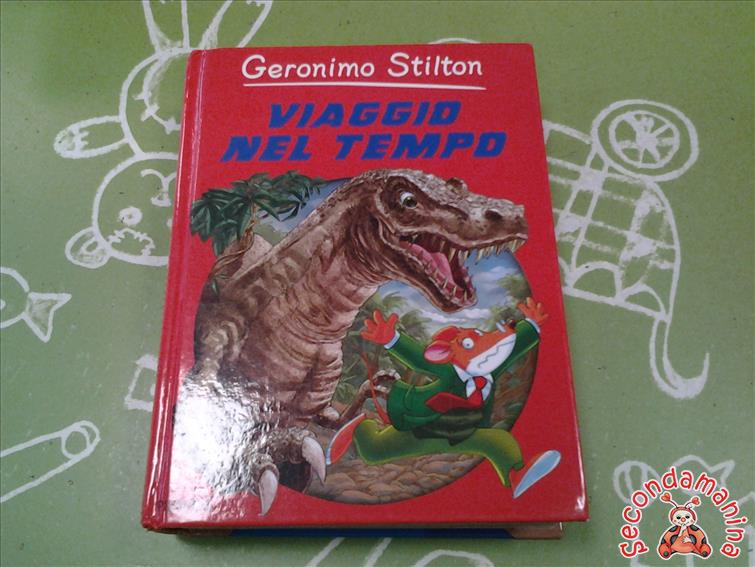 Geronimo Stilton
VIAGGIO
NEL TEMPO
Secondamanina